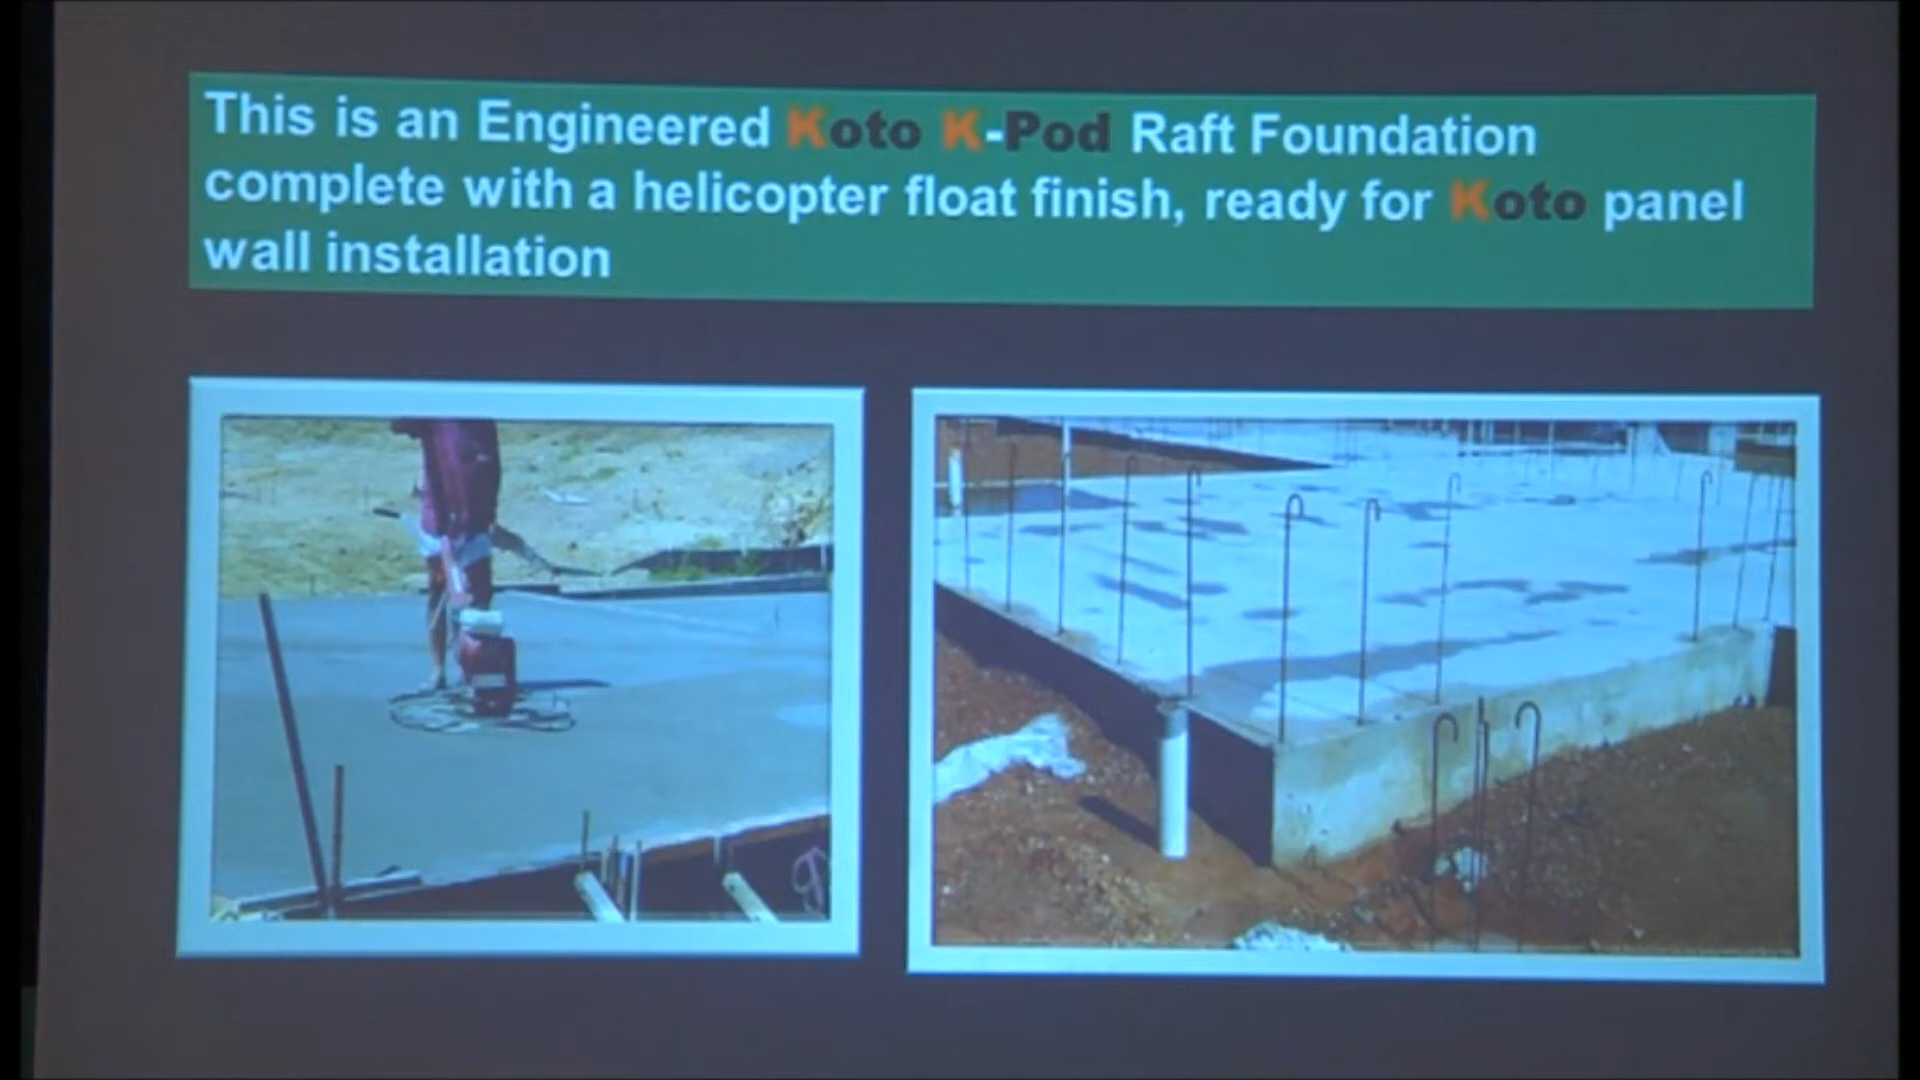 This is an Engineered Koto K-Pod Raft Foundation
complete with a helicopter float finish, ready for Koto panel
wall installation